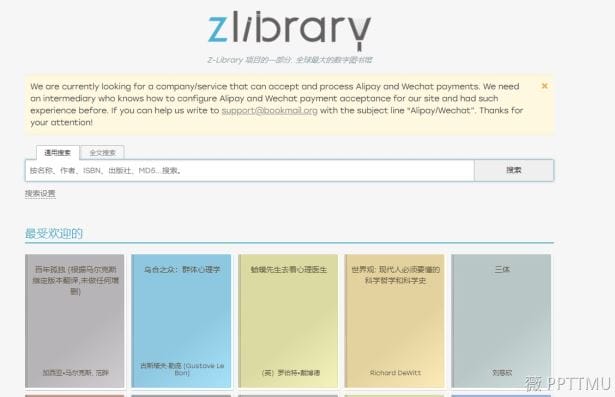 zlibrary
Z-Library 项目的一部分. 全球最大的数字图书馆
We are currently looking for a company/service that can accept and process Alipay and Wechat payments. We need
an intermediary who knows how to configure Alipay and Wechat payment acceptance for our site and had such
experience before. If you can help us write to support@bookmail.org with the subject line “Alipay/Wechat”. Thanks for
your attention!
×
通用搜索 全文搜索
按名称、作者、ISBN、出版社、MD5...搜索。 搜索
搜索设置
最受欢迎的
百年孤独 (根据马尔克斯
指定版本翻译,未做任何增
删)
加西亚•马尔克斯, 范晔
乌合之众：群体心理学
古斯塔夫·勒庞 (Gustave Le
Bon)
蛤蟆先生去看心理医生
(英) 罗伯特•戴博德
世界观: 现代人必须要懂的
科学哲学和科学史
Richard DeWitt
三体
刘慈欣
薇 PPTTMU